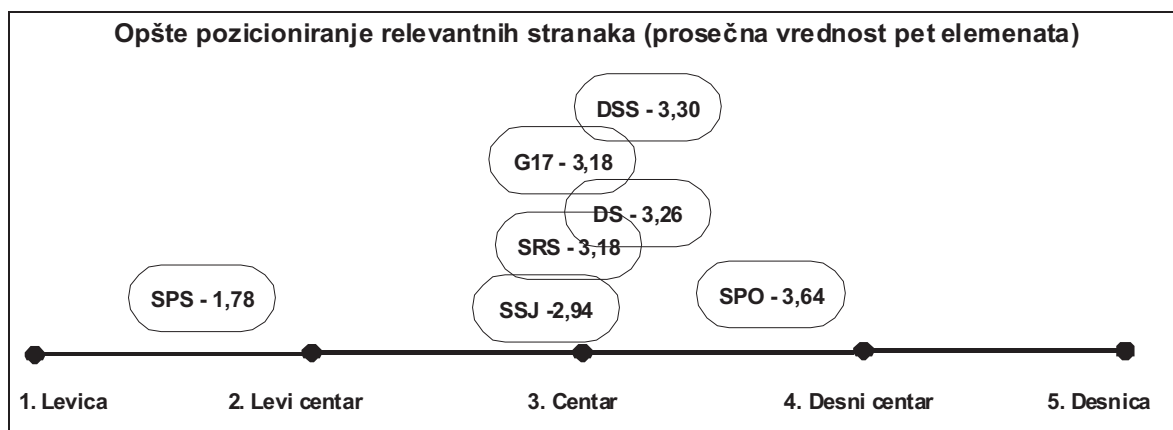 Opšte pozicioniranje relevantnih stranaka (prosečna vrednost pet elemenata)
DSS - 3,30
G17 - 3,18
DS - 3,26
SRS - 3,18
SPS - 1,78
SPO - 3,64
SSJ -2,94
1. Levica 2. Levi centar 3. Centar 4. Desni centar 5. Desnica